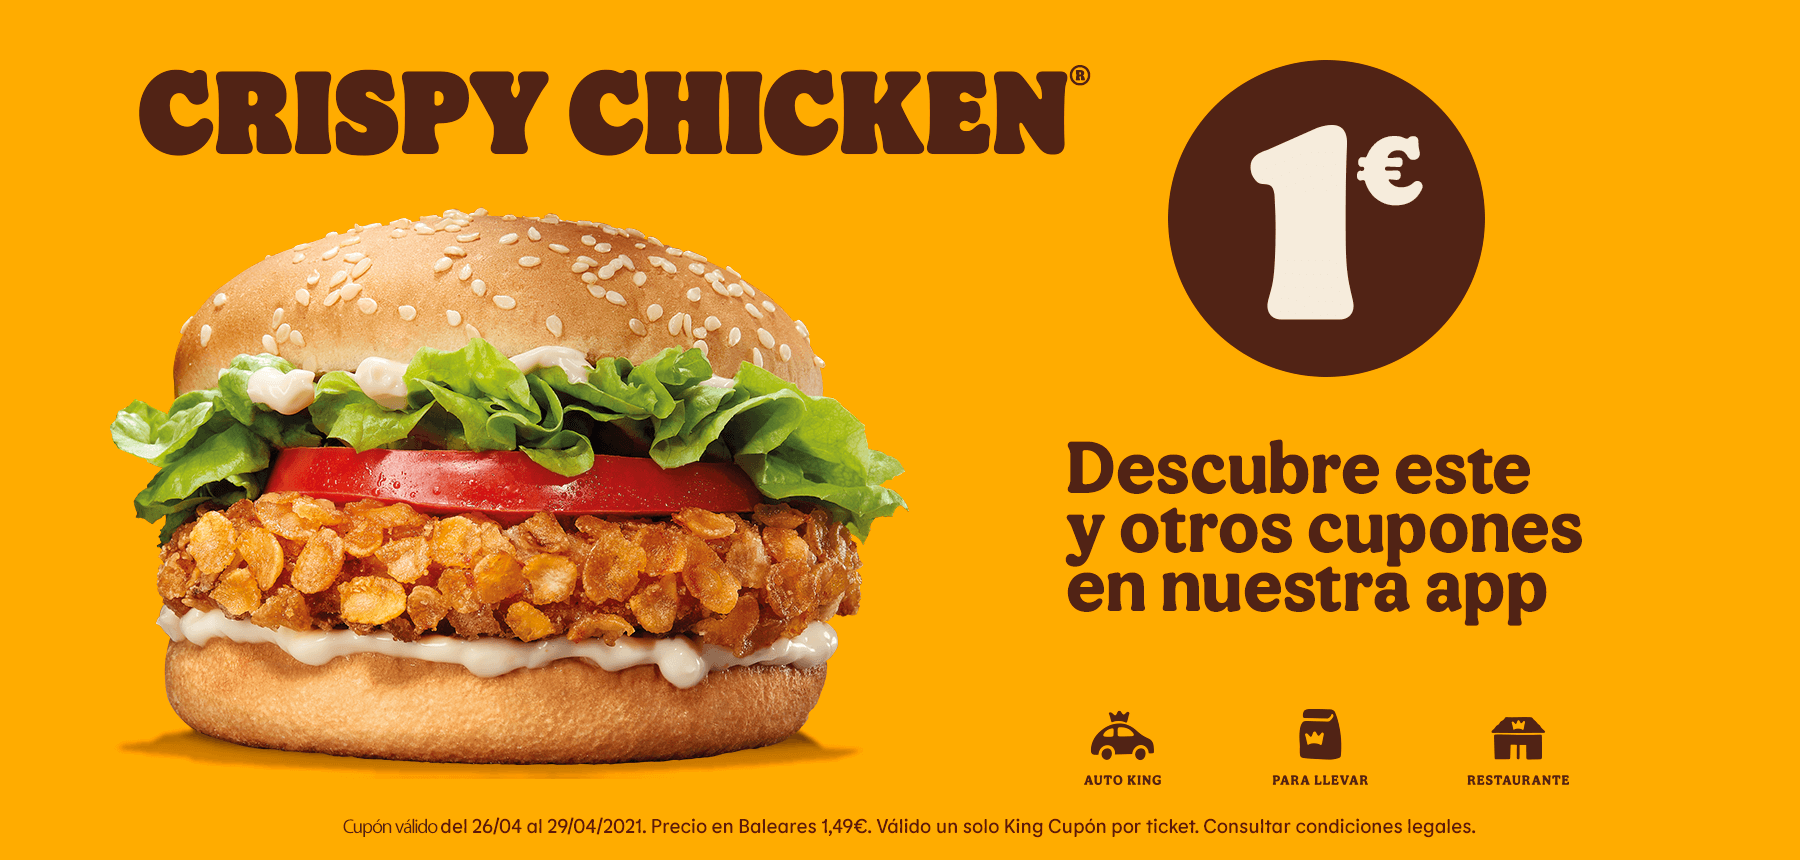 CRISPY CHICKEN®
1€
Descubre este
y otros cupones
en nuestra app
AUTO KING
PARA LLEVAR
RESTAURANTE
Cupón válido del 26/04 al 29/04/2021. Precio en Baleares 1,49€. Válido un solo King Cupón por ticket. Consultar condiciones legales.